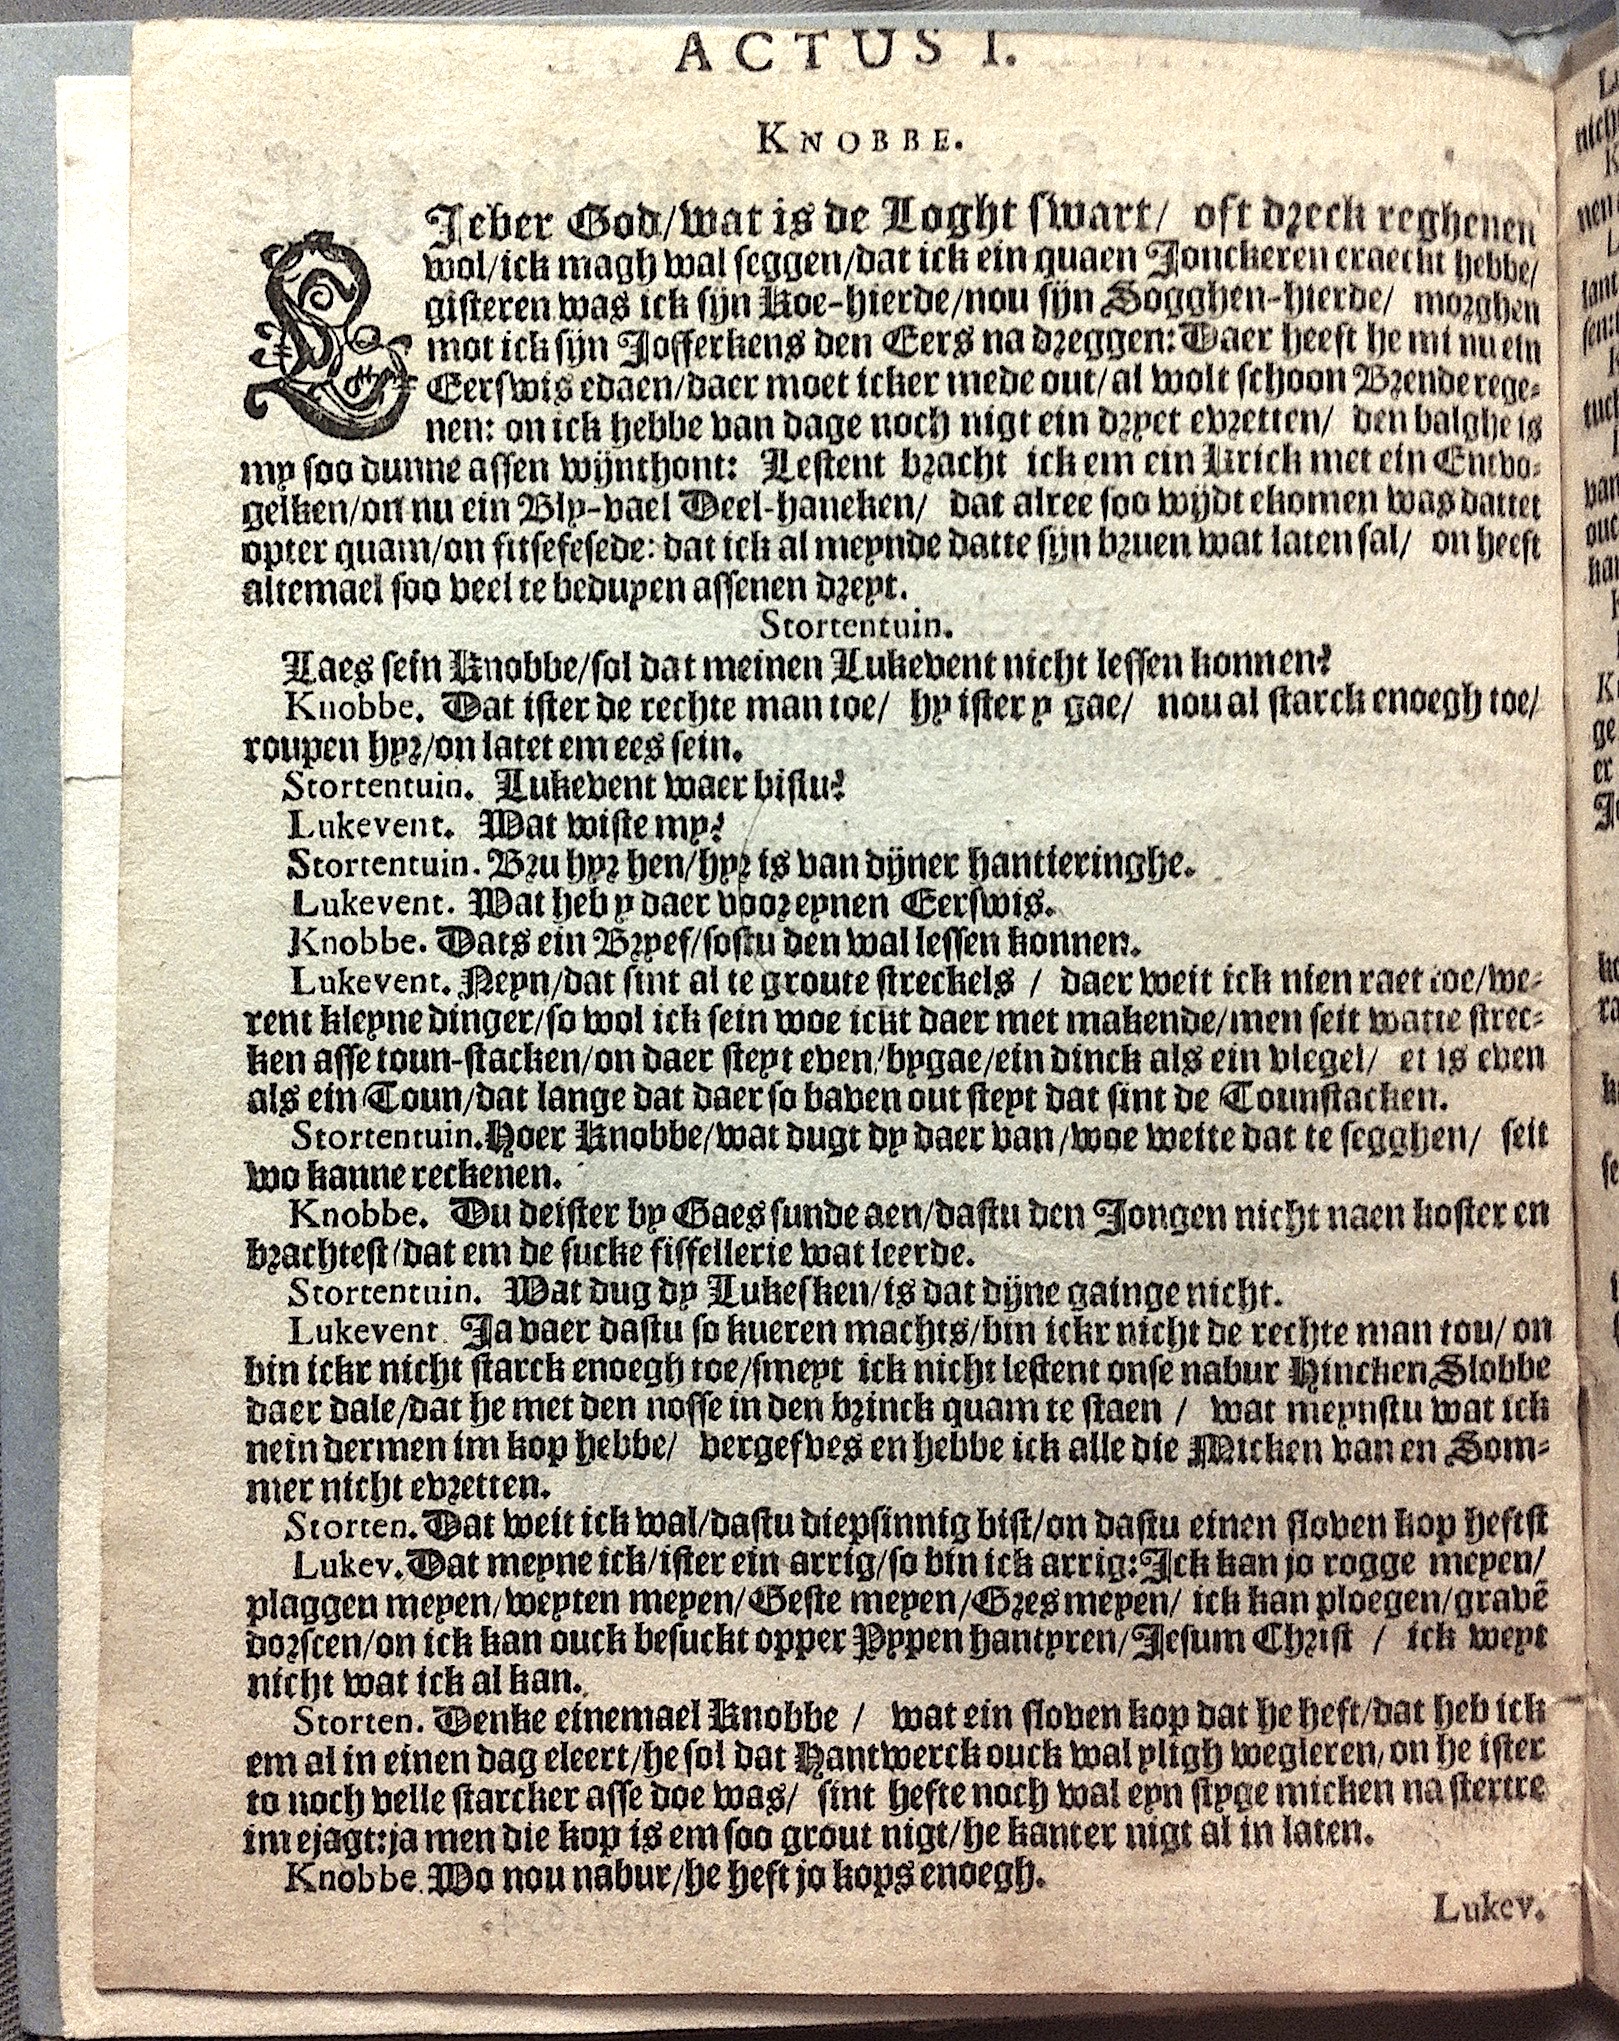 ACTUS I.
KNOBBE.
LIeber God/wat is de Loght swart/ oft dreck reghenen
wol/ick magh wal seggen/dat ick ein quaen Jonckeren eraecht hebbe/
gisteren was ick sijn Koe-hierde/nou sijn Sogghen-hierde/ morghen
mot ick sijn Jofferkens den Eers na dreggen: Daer heeft he mi nu ein
Eerswis edaen/daer moet icker mede out/al wolt schoon Brende rege-
nen: on ick hebbe van dage noch nigt ein dryet evretten/ den balghe is
my soo dunne assen wijnthont: Lestent bracht ick em ein Krick met ein Entvo-
gelken/on nu ein Bly-vael Deel-haneken/ dat alree soo wijdt ekomen was dattet
opter quam/on fitsefesede: dat ick al meynde datte sijn bruen wat laten sal/ on heeft
altemael soo veel te beduyen assenen dreyt.
Stortentuin.
Laes sein Knobbe/sol dat meinen Lukevent nicht lessen konnen?
Knobbe. Dat ister de rechte man toe/ hy ister y gae/ nou al starck enoegh toe/
roupen hyr/on latet em ees sein.
Stortentuin. Lukevent waer bistu?
Lukevent. Wat wiste my?
Stortentuin. Bru hyr hen/hyr is van dijner hantieringhe.
Lukevent. Wat heb y daer voor eynen Eerswis.
Knobbe. Dats ein Bryef/sostu den wal lessen konnen.
Lukevent. Neyn/dat sint al te groute streckels / daer weit ick nien raet toe/we-
rent kleyne dinger/so wol ick sein woe ickt daer met makende/men seit watte strec-
ken asse toun-stacken/on daer steyt even/bygae/ein dinck als ein vlegel/ et is even
als ein Toun/dat lange dat daer so baven out steyt dat sint de Tounstacken.
Stortentuin. Hoer Knobbe/wat dugt dy daer van/woe weite dat te segghen/ seit
wo kanne reckenen.
Knobbe. Du deister by Gaes sunde aen/dastu den Jongen nicht naen koster en
brachtest/dat em de sucke fisfellerie wat leerde.
Stortentuin. Wat dug dy Lukesken/is dat dijne gainge nicht.
Lukevent. Ja vaer dastu so kueren machts/bin ickr nicht de rechte man tou/ on
bin ickr nicht starck enoegh toe/smeyt ick nicht lestent onse nabur Hincken Slobbe
daer dale/dat he met den nosse in den brinck quam te staen / wat meynstu wat ick
nein dermen im kop hebbe/ vergefves en hebbe ick alle die Micken van en Som-
mer nicht evretten.
Storten. Dat weit ick wal/dastu diepsinnig bist/on dastu einen sloven kop heftst
Lukev. Dat meyne ick/ister ein arrig/so bin ick arrig: Ick kan jo rogge meyen/
plaggen meyen/weyten meyen/Geste meyen/Gres meyen/ ick kan ploegen/gravẽ
dorscen/on ick kan ouck besuckt opper Pypen hantyren/Jesum Christ / ick weyt
nicht wat ick al kan.
Storten. Denke einemael Knobbe / wat ein sloven kop dat he heft/dat heb ick
em al in einen dag eleert/he sol dat Hantwerck ouck wal yligh wegleren/on he ister
to noch velle starcker asse doe was/ sint hefte noch wal eyn styge micken na stertre
im ejagt: ja men die kop is em soo grout nigt/he kanter nigt al in laten.
Knobbe. Wo nou nabur/he heft jo kops enoegh.
Lukev.